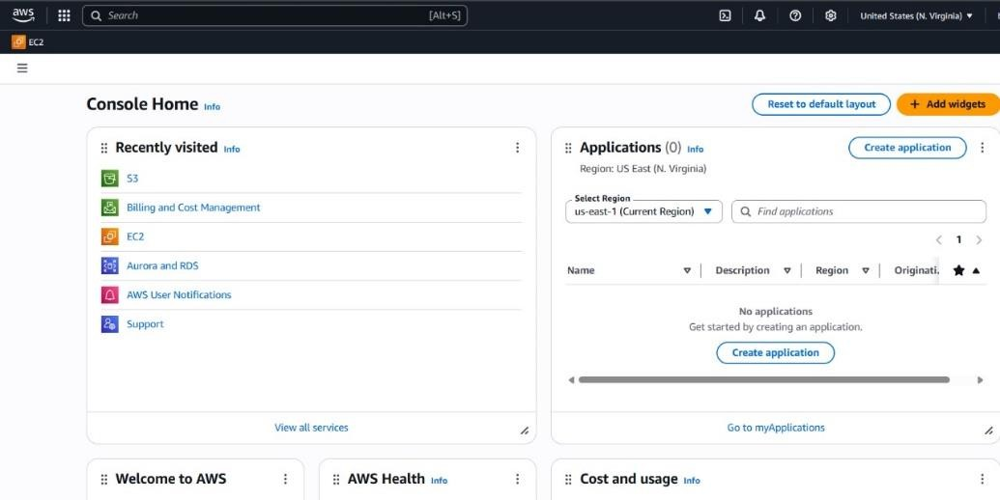 aws
Search [Alt+S]
United States (N. Virginia)
EC2
Console Home Info
Reset to default layout
+ Add widgets
Recently visited Info
S3
Billing and Cost Management
EC2
Aurora and RDS
AWS User Notifications
Support
View all services
Applications (0) Info
Create application
Region: US East (N. Virginia)
Select Region
us-east-1 (Current Region)
Find applications
1
Name Description Region Originati.
No applications
Get started by creating an application.
Create application
Go to myApplications
Welcome to AWS
AWS Health Info
Cost and usage Info